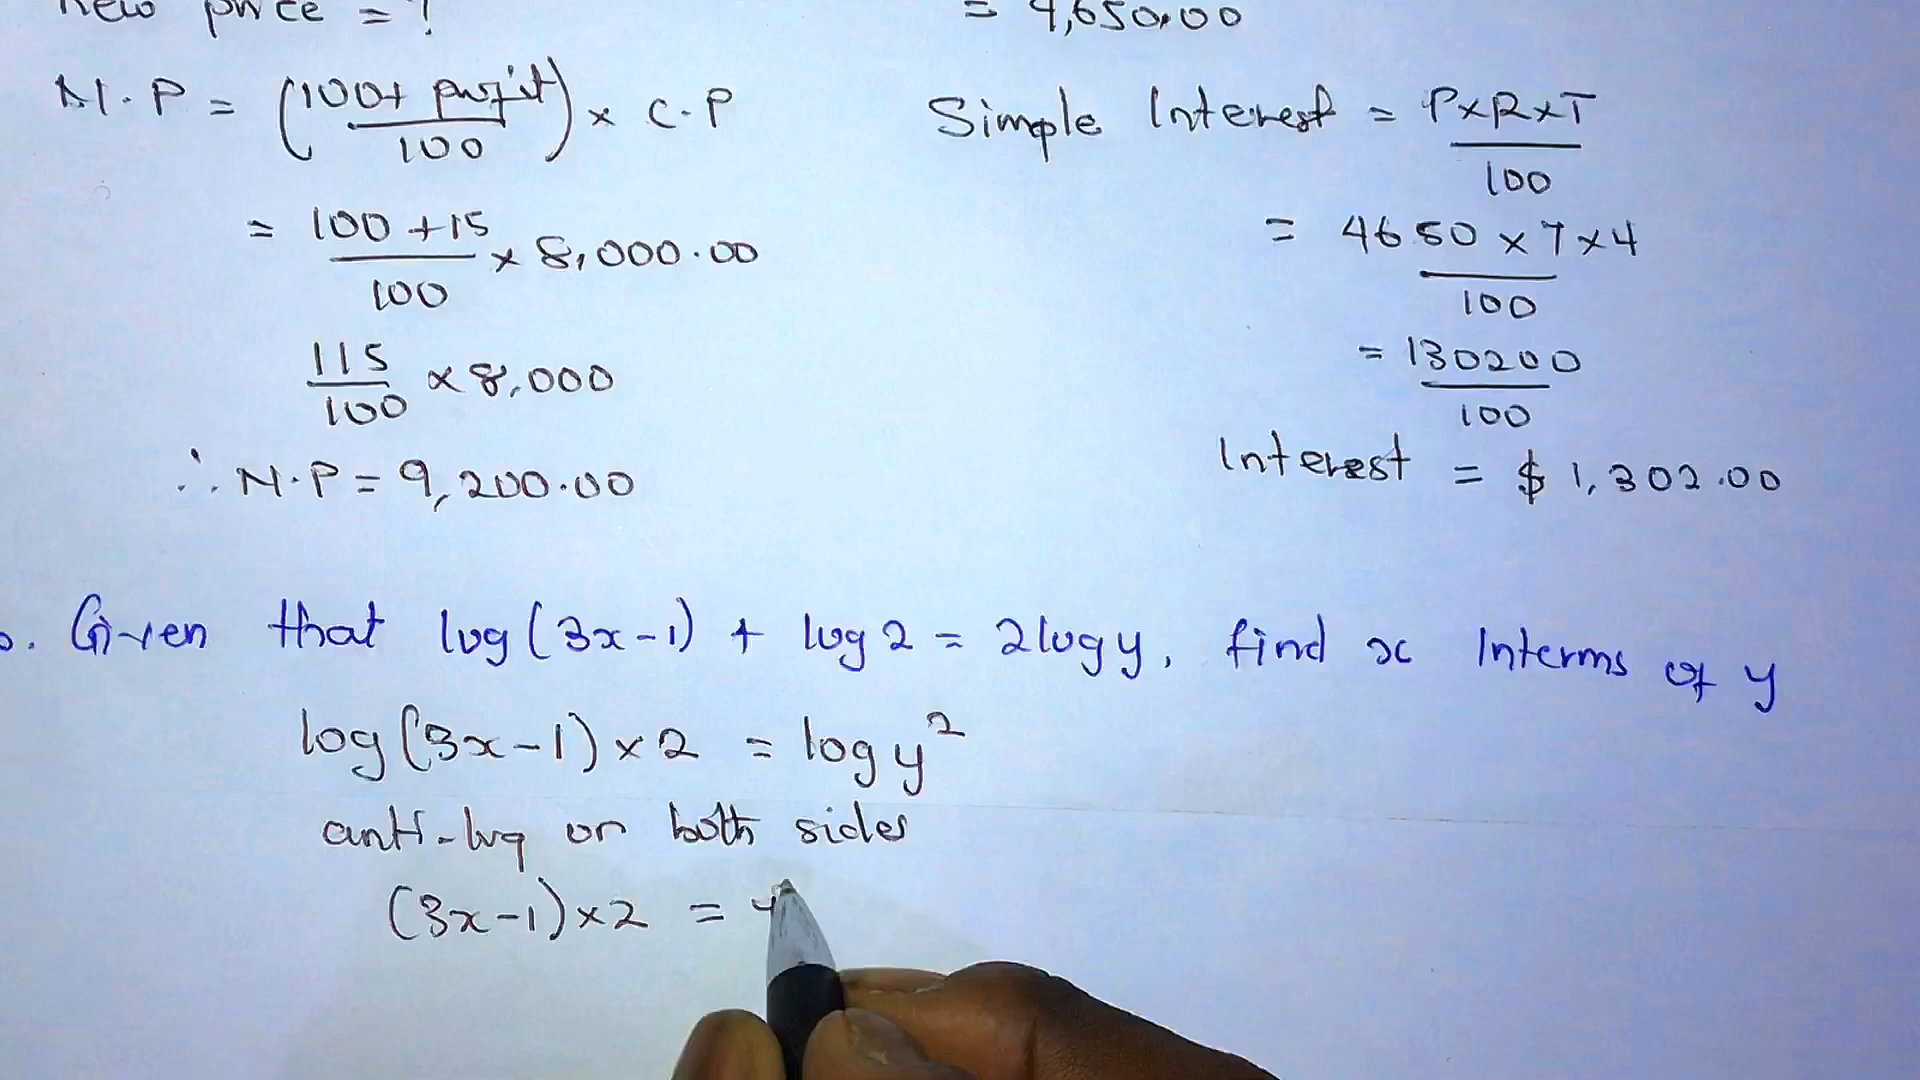 New price = ?
N.P = (100 + profit / 100) × C.P
= 100 + 15 / 100 × 8,000.00
115 / 100 × 8,000
∴ N.P = 9,200.00
= 4,650.00
Simple Interest = P×R×T / 100
= 4650 × 7 × 4 / 100
= 130200 / 100
Interest = $ 1,302.00
Given that log(3x-1) + log 2 = 2logy, find x Interms of y
log(3x-1) × 2 = log y²
anti-log on both sides
(3x-1) × 2 =